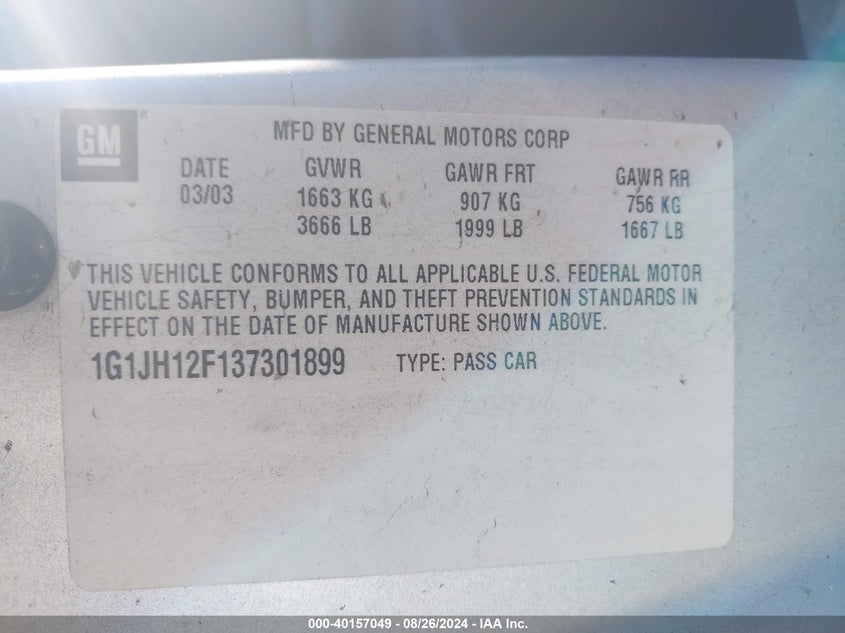 GM
MFD BY GENERAL MOTORS CORP
DATE GVWR GAWR FRT GAWR RR
03/03 1663 KG 907 KG 756 KG
3666 LB 1999 LB 1667 LB
THIS VEHICLE CONFORMS TO ALL APPLICABLE U.S. FEDERAL MOTOR
VEHICLE SAFETY, BUMPER, AND THEFT PREVENTION STANDARDS IN
EFFECT ON THE DATE OF MANUFACTURE SHOWN ABOVE.
1G1JH12F137301899 TYPE: PASS CAR
000-40157049 - 08/26/2024 - IAA Inc.